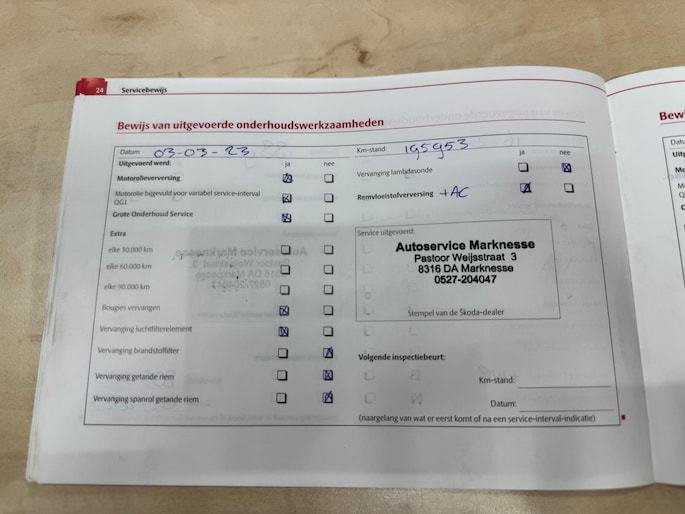 24 Servicebewijs
Bewijs van uitgevoerde onderhoudswerkzaamheden
Datum: 03-03-23
Km-stand: 195953
Uitgevoerd werd: ja nee
Motorolieverversing
Motorolie bijgevuld voor variabel service-interval
QG1
Grote Onderhoud Service
Extra
elke 30.000 km
elke 60.000 km
elke 90.000 km
Bougies vervangen
Vervanging luchtfilterelement
Vervanging brandstoffilter
Vervanging getande riem
Vervanging spanrol getande riem
ja nee
Vervanging lambdasonde
Remvloeistofverversing +AC
Service uitgevoerd:
Autoservice Marknesse
Pastoor Weijsstraat 3
8316 DA Marknesse
0527-204047
Stempel van de Škoda-dealer
Volgende inspectiebeurt:
Km-stand:
Datum:
(naargelang van wat er eerst komt of na een service-interval-indicatie)